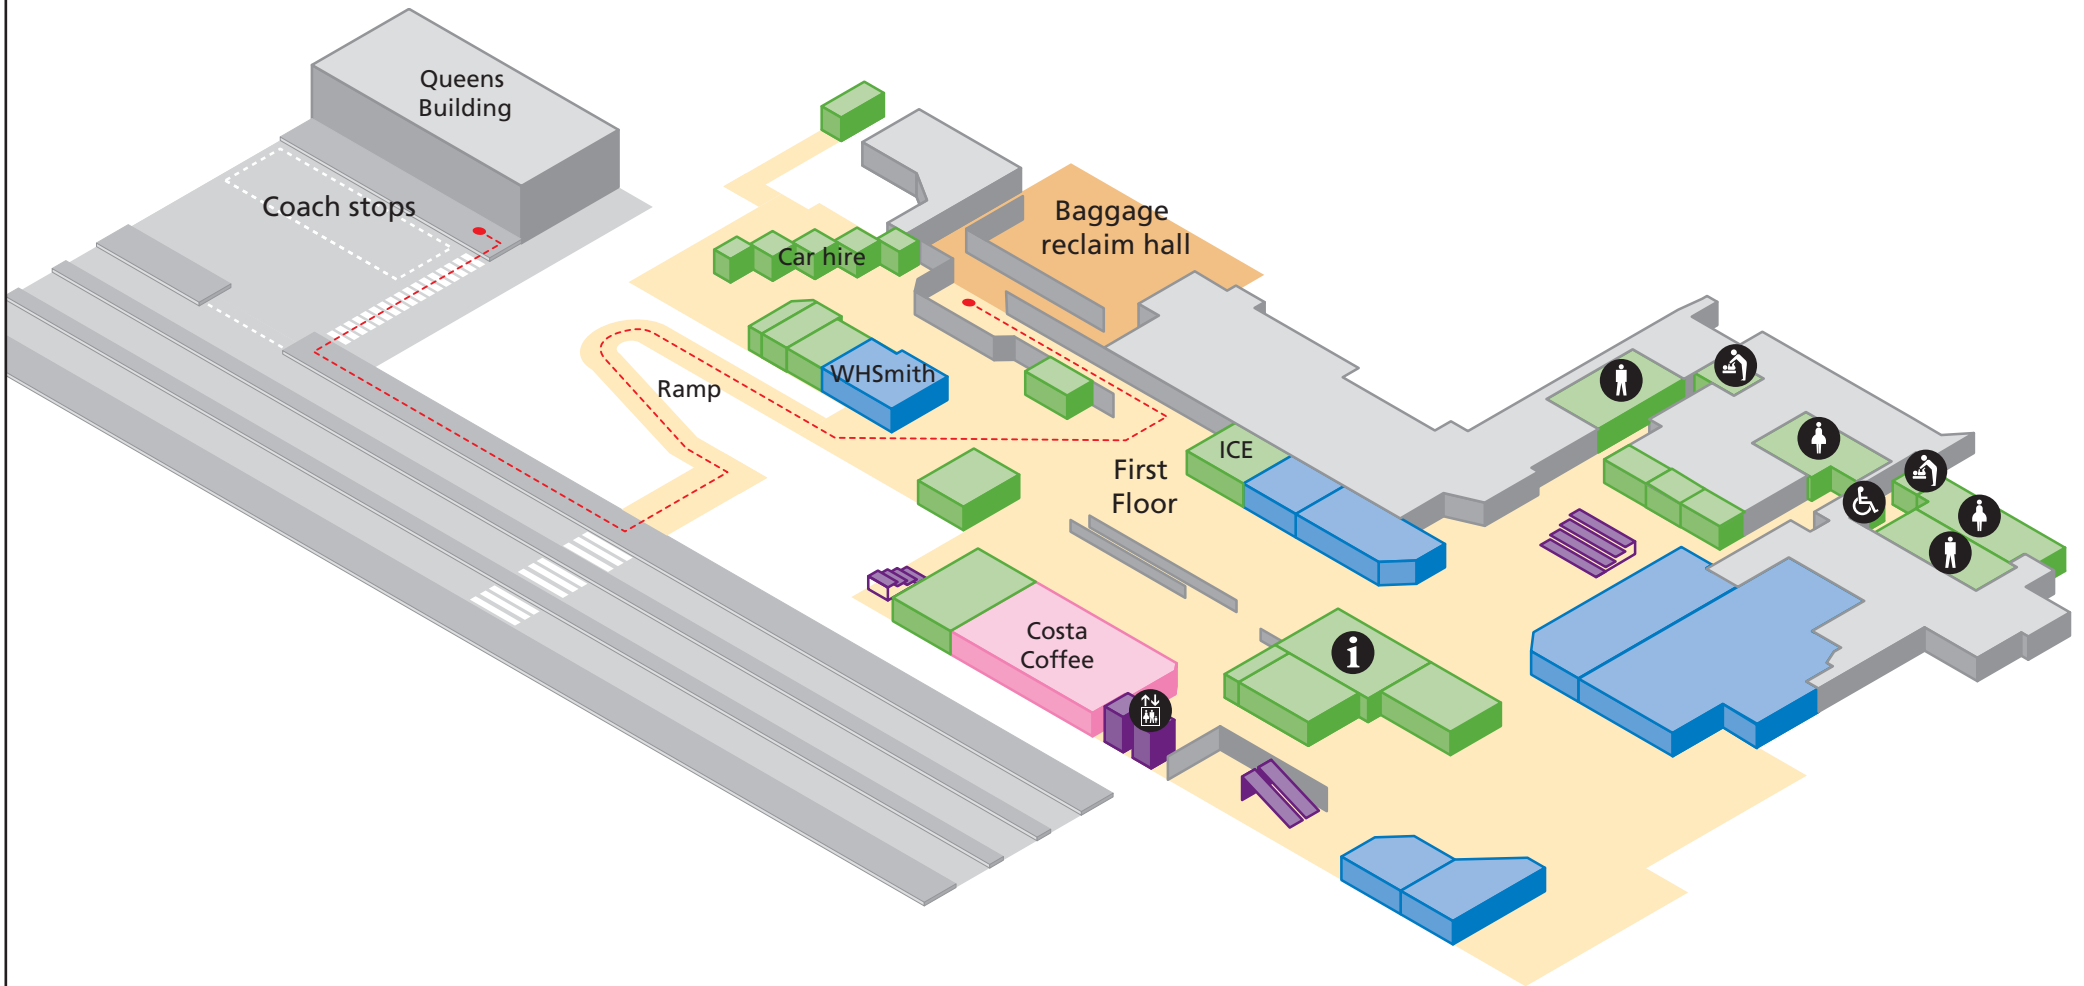 Queens
Building
Coach stops
Baggage
reclaim hall
Car hire
WHSmith
Ramp
ICE
First
Floor
Costa
Coffee
i